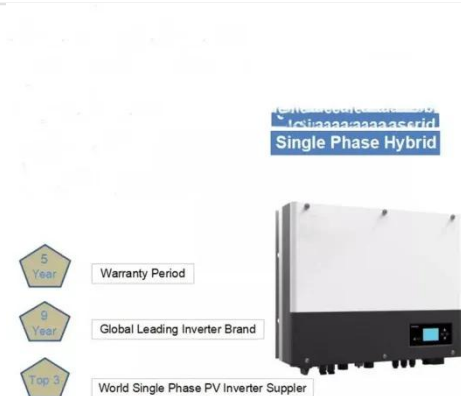 Single Phase Hybrid
5
Year
Warranty Period
9
Year
Global Leading Inverter Brand
Top 3
World Single Phase PV Inverter Suppler